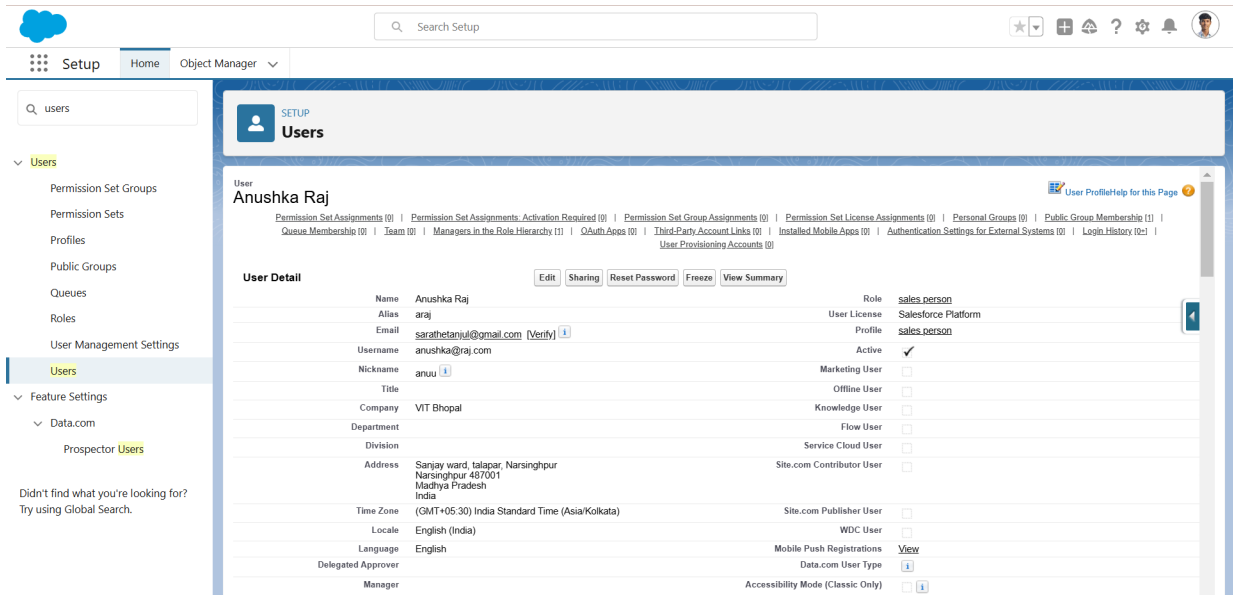 Search Setup
Setup Home Object Manager
users
SETUP
Users
Users
Permission Set Groups
Permission Sets
Profiles
Public Groups
Queues
Roles
User Management Settings
Users
Feature Settings
Data.com
Prospector Users
Didn't find what you're looking for?
Try using Global Search.
User
Anushka Raj
User Profile Help for this Page
Permission Set Assignments [0] | Permission Set Assignments: Activation Required [0] | Permission Set Group Assignments [0] | Permission Set License Assignments [0] | Personal Groups [0] | Public Group Membership [1] |
Queue Membership [0] | Team [0] | Managers in the Role Hierarchy [1] | OAuth Apps [0] | Third-Party Account Links [0] | Installed Mobile Apps [0] | Authentication Settings for External Systems [0] | Login History [0+] |
User Provisioning Accounts [0]
User Detail Edit Sharing Reset Password Freeze View Summary
Name Anushka Raj Role sales person
Alias araj User License Salesforce Platform
Email sarathetanjul@gmail.com [Verify] i Profile sales person
Username anushka@raj.com Active
Nickname anuu i Marketing User
Title Offline User
Company VIT Bhopal Knowledge User
Department Flow User
Division Service Cloud User
Address Sanjay ward, talapar, Narsinghpur Site.com Contributor User
Narsinghpur 487001
Madhya Pradesh
India
Time Zone (GMT+05:30) India Standard Time (Asia/Kolkata) Site.com Publisher User
Locale English (India) WDC User
Language English Mobile Push Registrations View
Delegated Approver Data.com User Type i
Manager Accessibility Mode (Classic Only) i